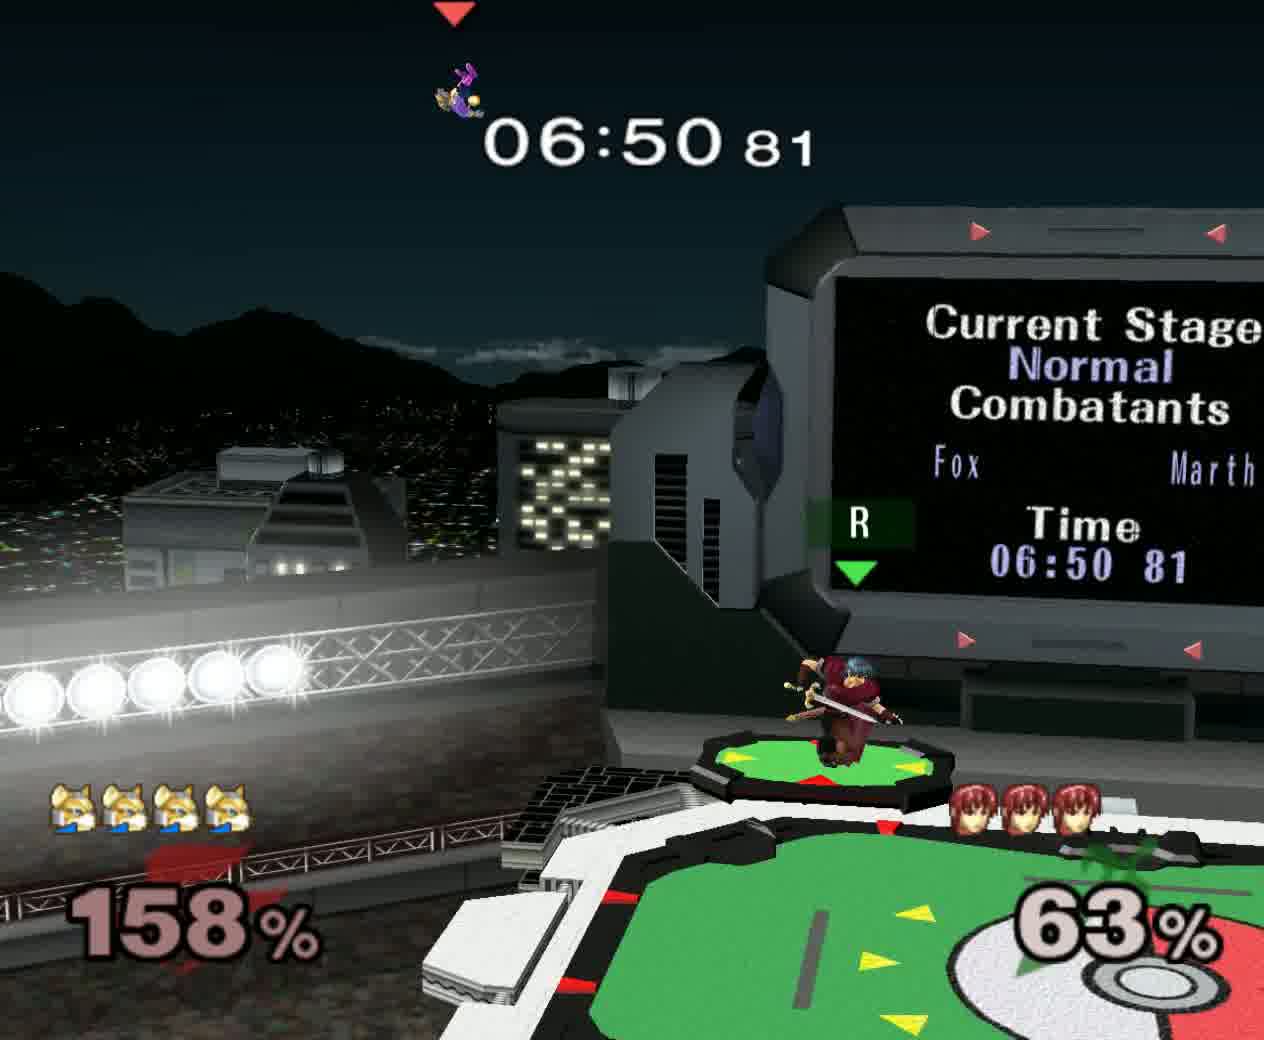 06:50 81
Current Stage
Normal
Combatants
Fox Marth
R
Time
06:50 81
158%
63%